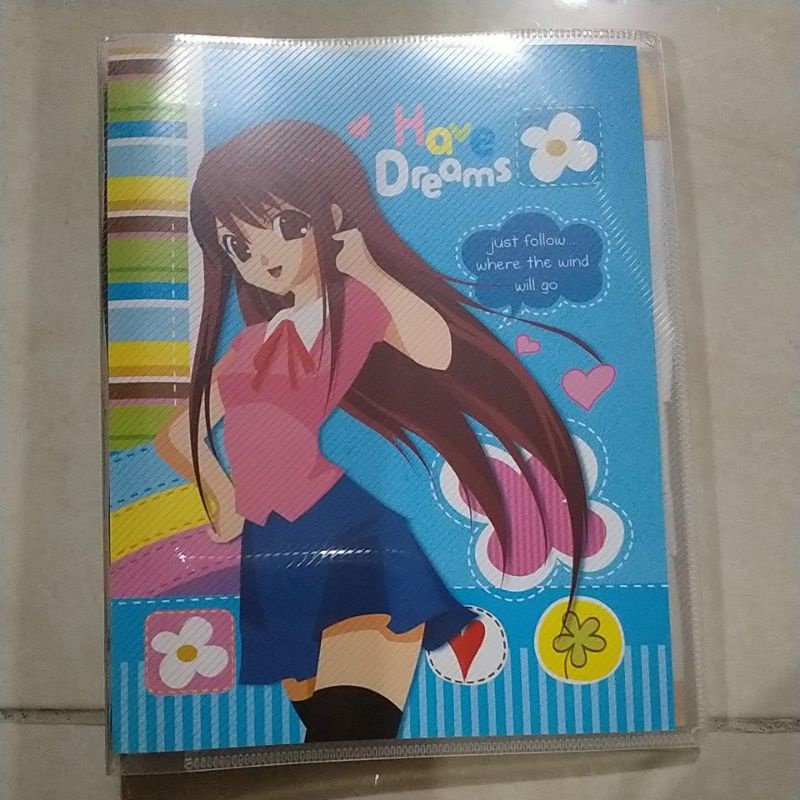 Have
Dreams
just follow...
where the wind
will go